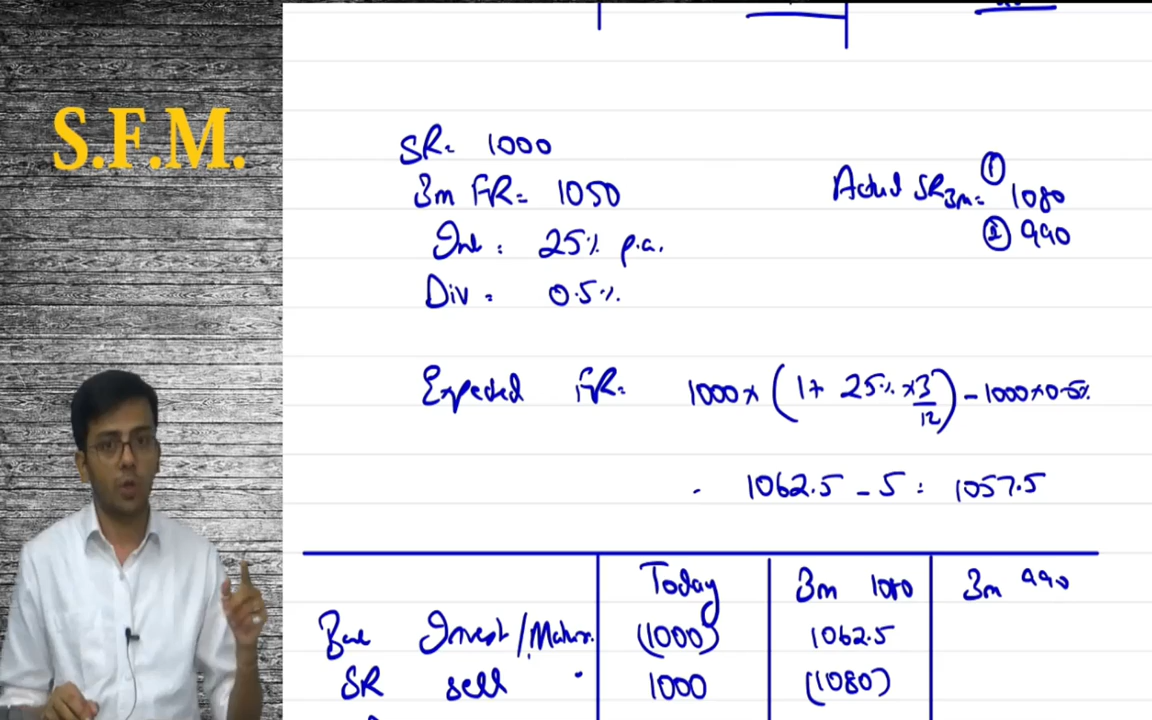 S.F.M.
SR= 1000
3m FR= 1050
Int = 25% p.a.
Div = 0.5%
Actual SR3m= ① 1080
② 990
Expected FR= 1000 × (1+ 25% × 3/12) - 1000×0.5%
= 1062.5 - 5 = 1057.5
Today 3m 1080 3m 990
Bank Invest/Matur. (1000) 1062.5
SR sell 1000 (1080)